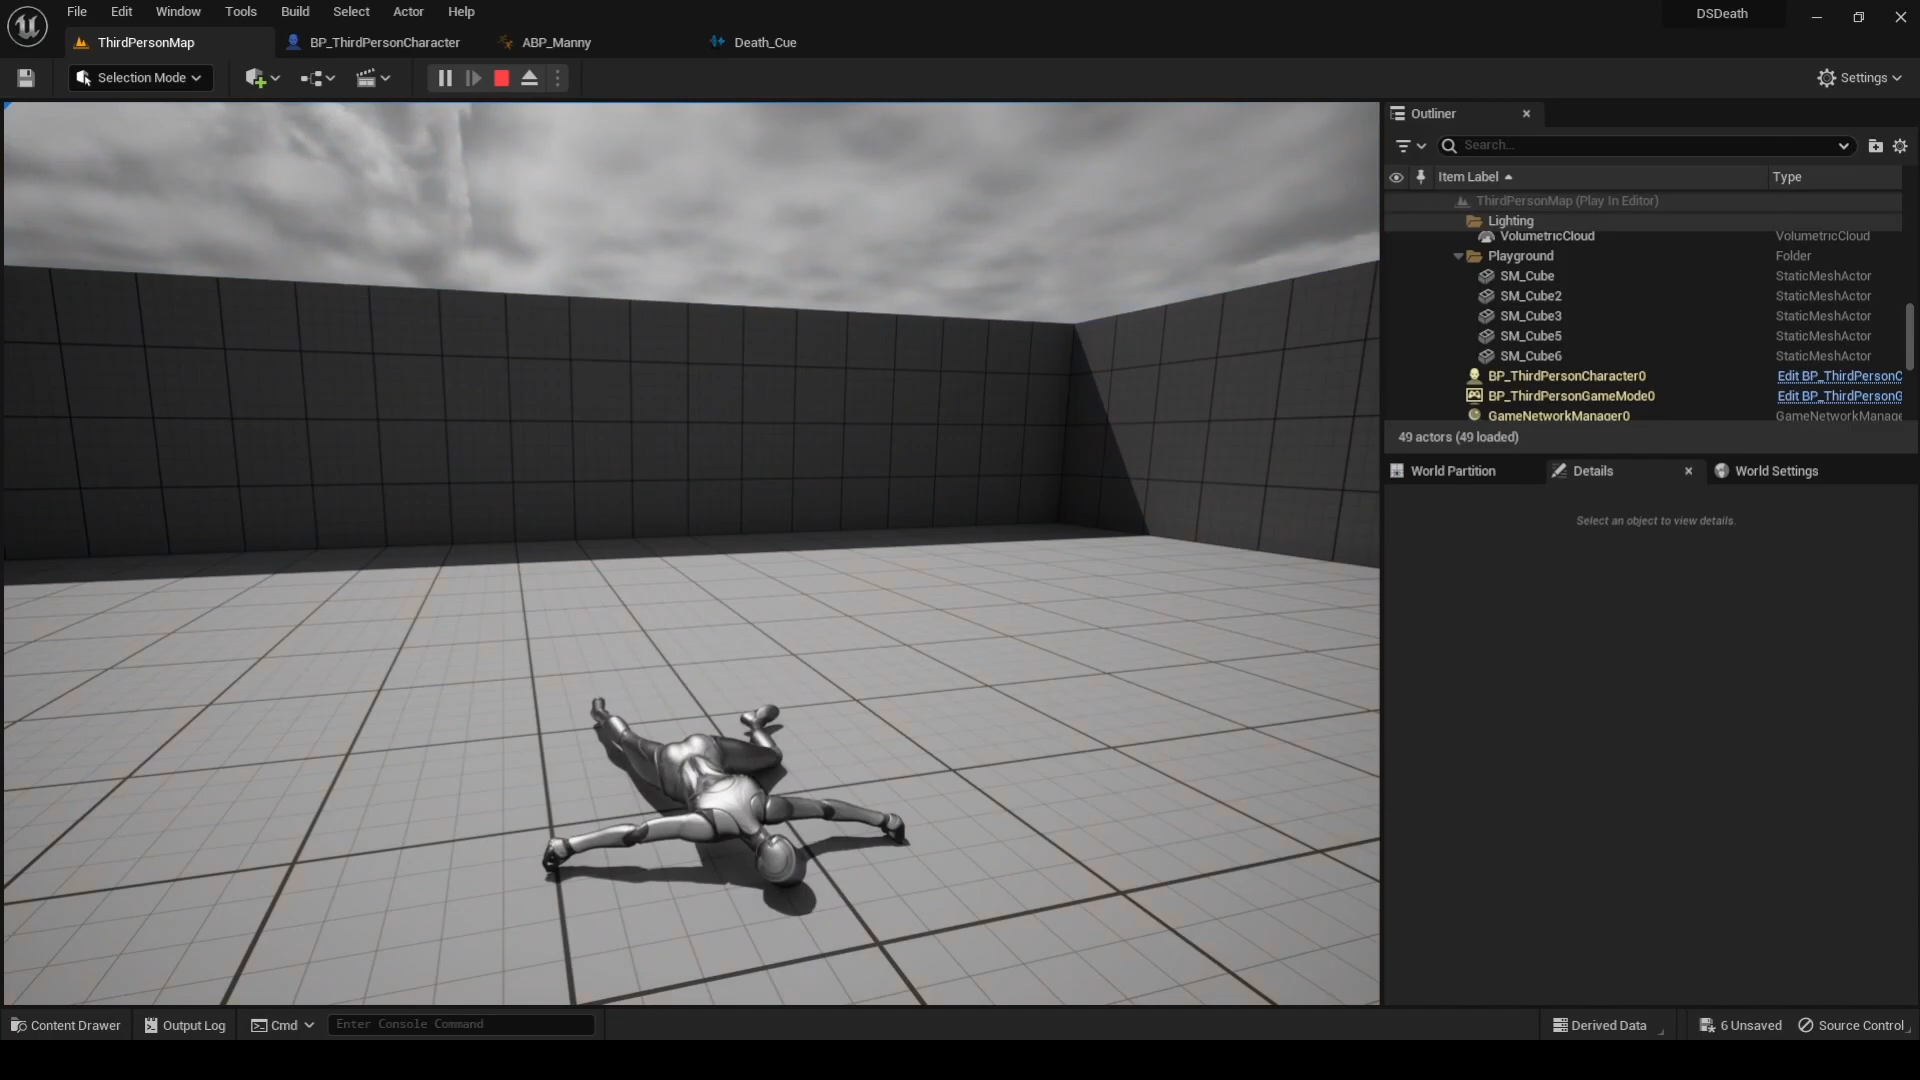 File Edit Window Tools Build Select Actor Help
DSDeath
ThirdPersonMap BP_ThirdPersonCharacter ABP_Manny Death_Cue
Selection Mode
Settings
Outliner
Search...
Item Label Type
ThirdPersonMap (Play In Editor)
Lighting
VolumetricCloud VolumetricCloud
Playground Folder
SM_Cube StaticMeshActor
SM_Cube2 StaticMeshActor
SM_Cube3 StaticMeshActor
SM_Cube5 StaticMeshActor
SM_Cube6 StaticMeshActor
BP_ThirdPersonCharacter0 Edit BP_ThirdPersonC
BP_ThirdPersonGameMode0 Edit BP_ThirdPersonG
GameNetworkManager0 GameNetworkManage
49 actors (49 loaded)
World Partition Details World Settings
Select an object to view details.
Content Drawer Output Log Cmd Enter Console Command
Derived Data 6 Unsaved Source Control